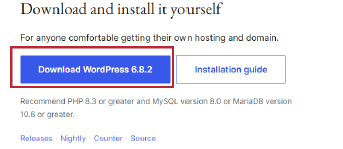 Download and install it yourself
For anyone comfortable getting their own hosting and domain.
Download WordPress 6.8.2
Installation guide
Recommend PHP 8.3 or greater and MySQL version 8.0 or MariaDB version
10.6 or greater.
Releases · Nightly · Counter · Source